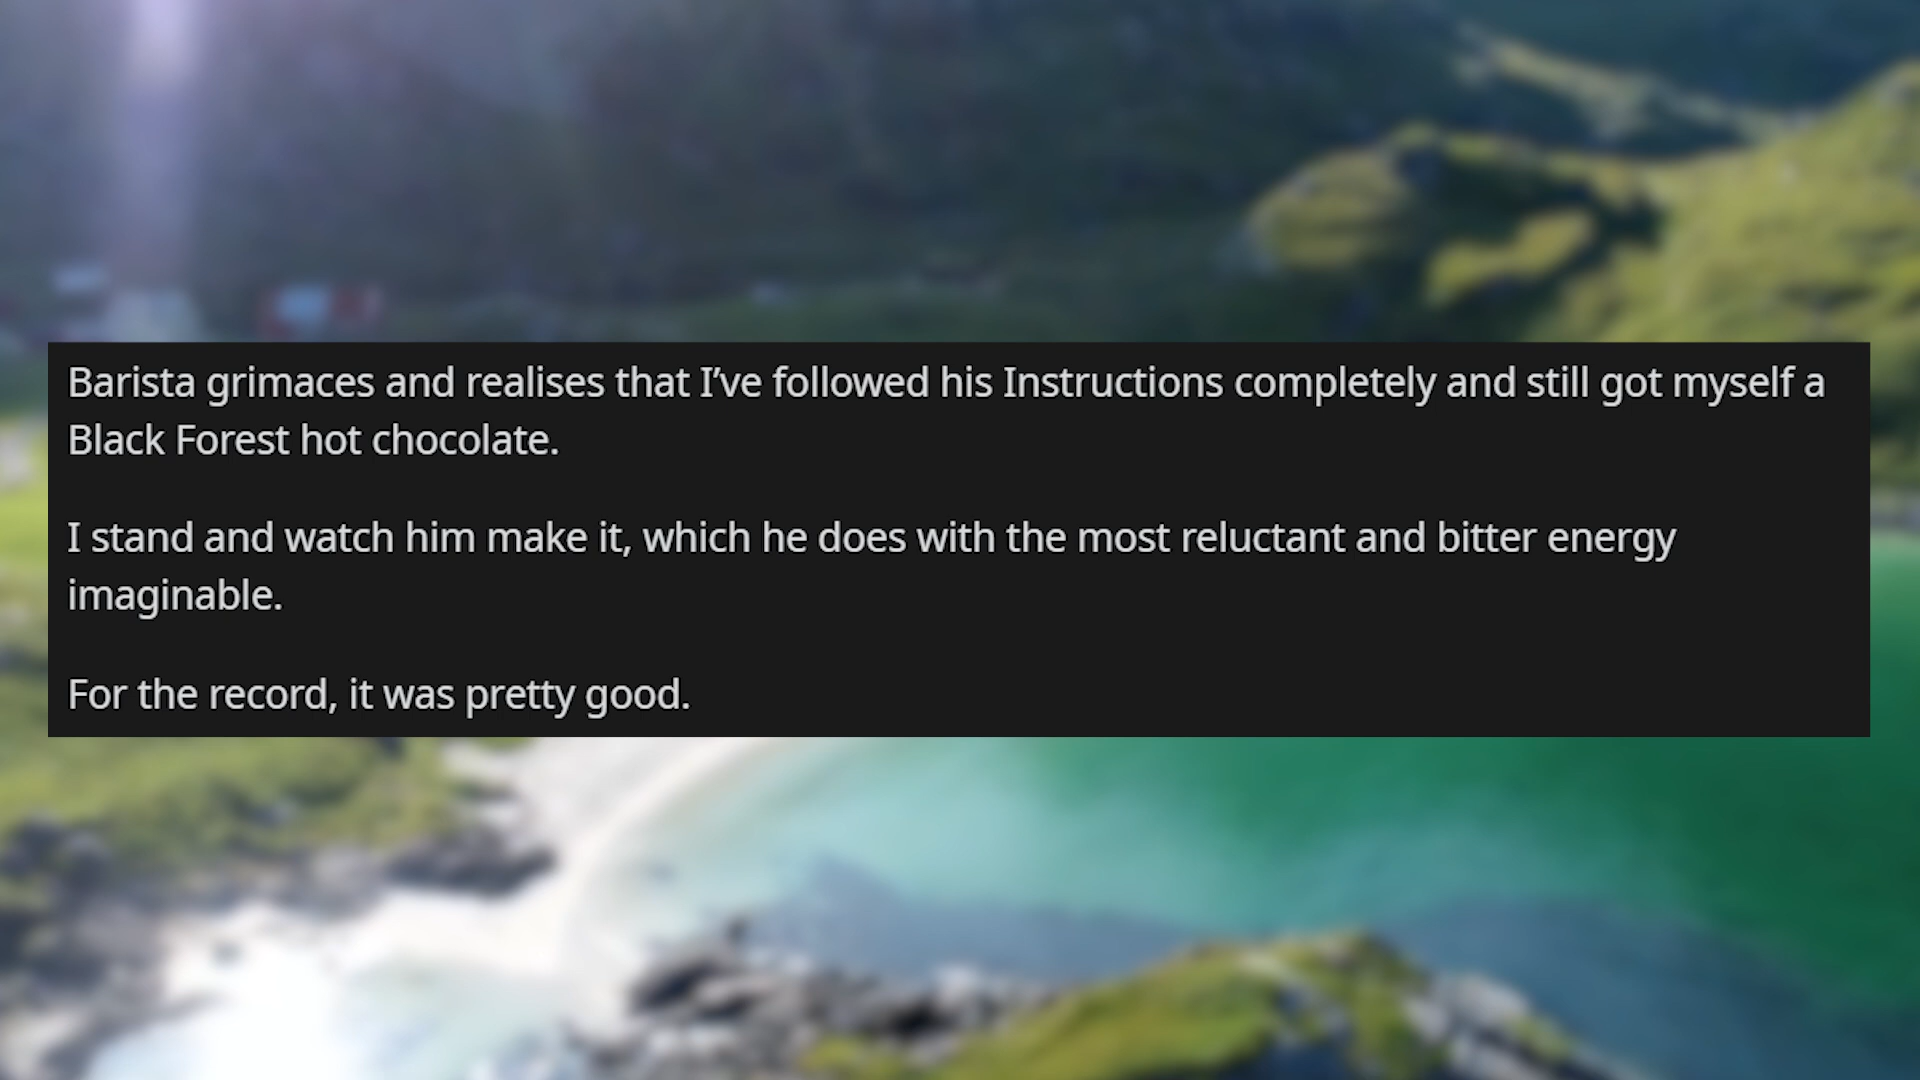 Barista grimaces and realises that I’ve followed his Instructions completely and still got myself a
Black Forest hot chocolate.
I stand and watch him make it, which he does with the most reluctant and bitter energy
imaginable.
For the record, it was pretty good.